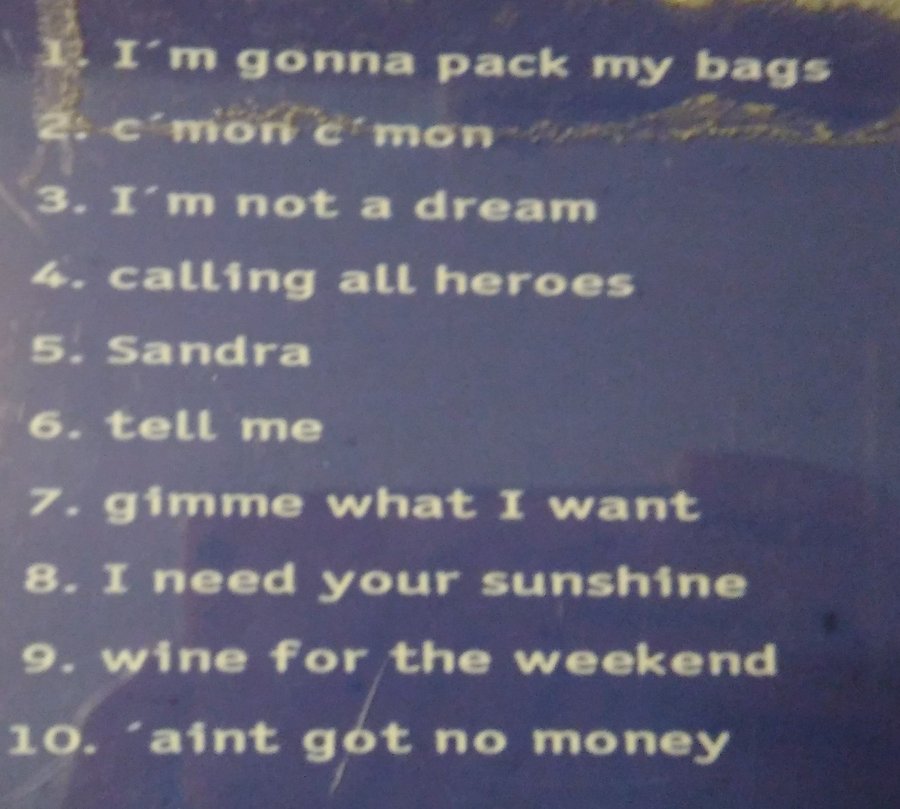 1. I´m gonna pack my bags
2. c´mon c´mon
3. I´m not a dream
4. calling all heroes
5. Sandra
6. tell me
7. gimme what I want
8. I need your sunshine
9. wine for the weekend
10. ´aint got no money